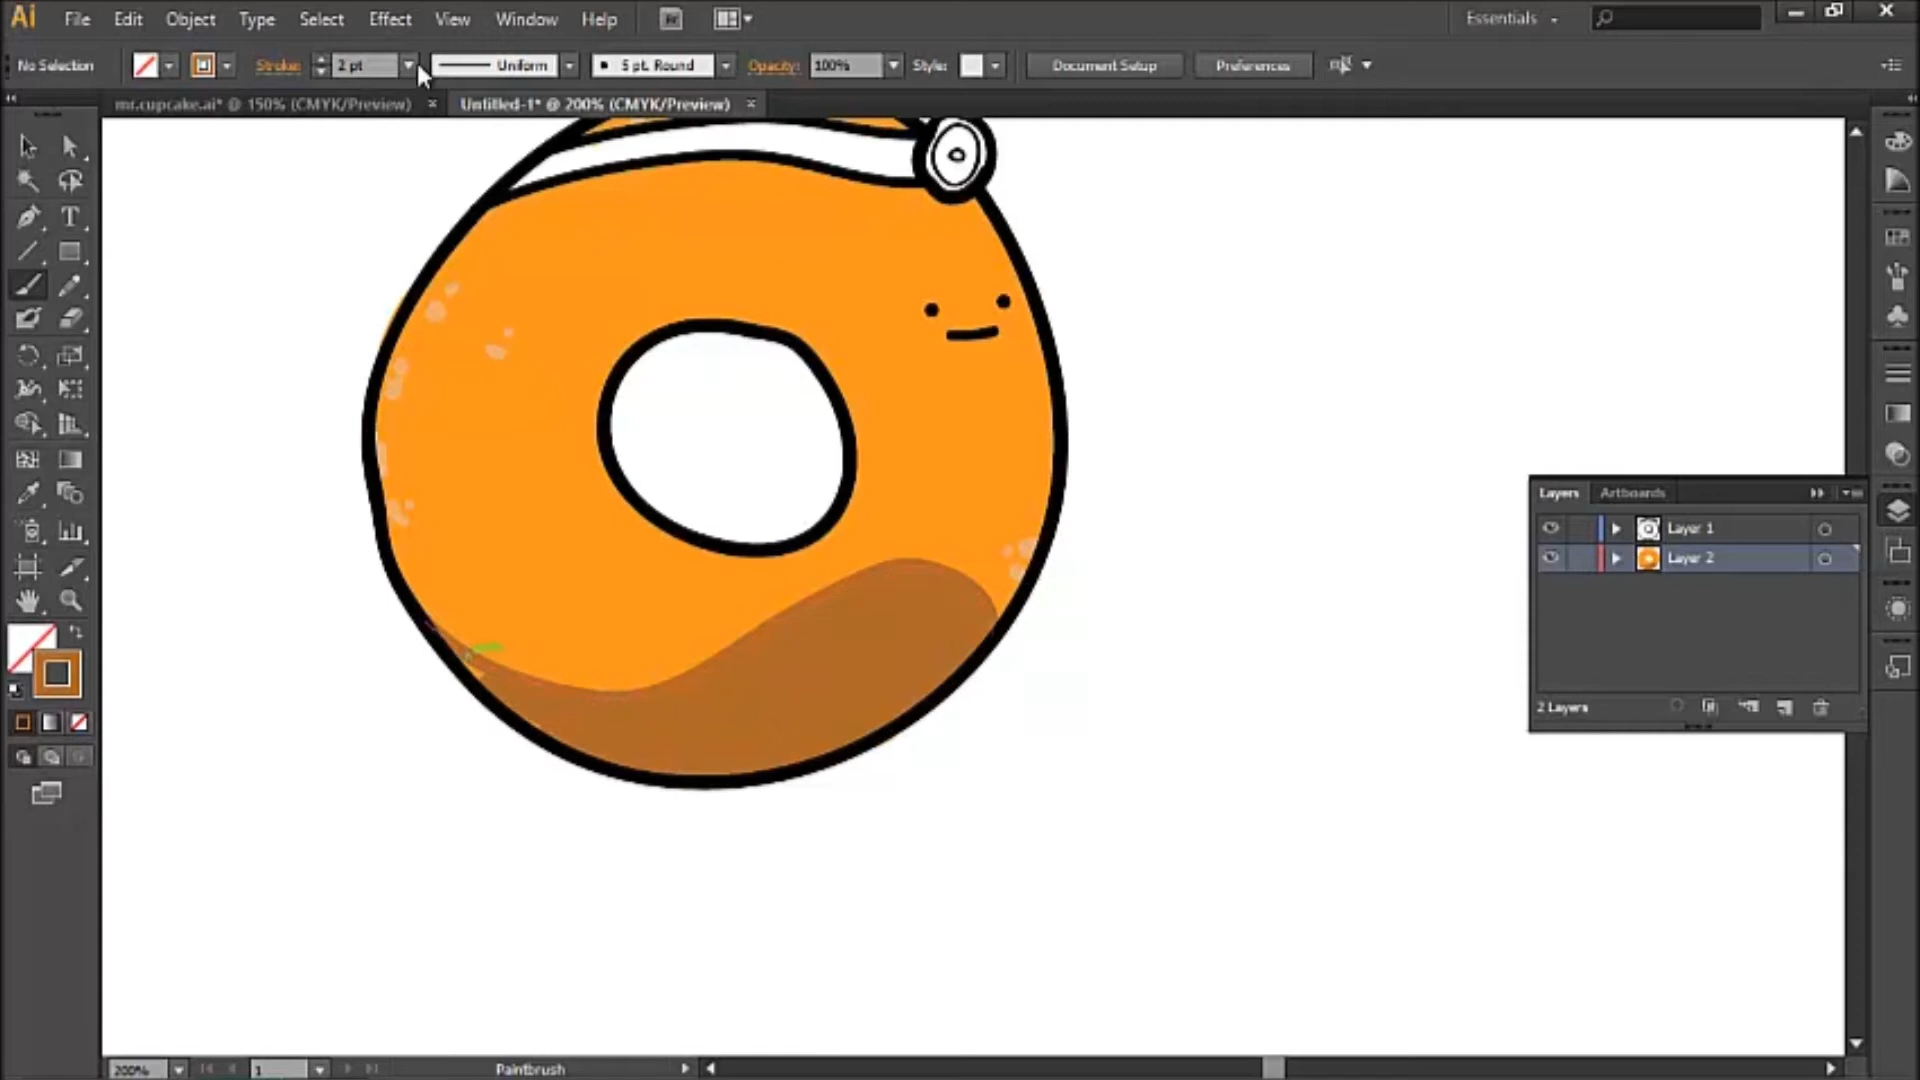 Ai File Edit Object Type Select Effect View Window Help Br Essentials
No Selection Stroke: 2 pt Uniform 5 pt. Round Opacity: 100% Style: Document Setup Preferences
mr.cupcake.ai* @ 150% (CMYK/Preview) × Untitled-1* @ 200% (CMYK/Preview) ×
T
Layers Artboards
Layer 1
Layer 2
2 Layers
200% 1 Paintbrush